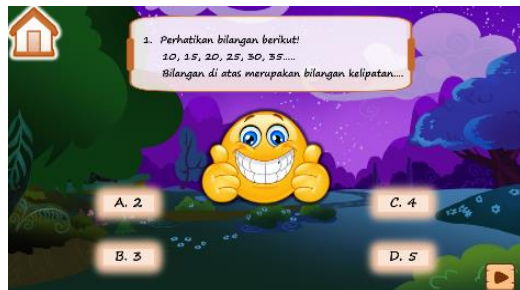 1. Perhatikan bilangan berikut!
10, 15, 20, 25, 30, 35.....
Bilangan di atas merupakan bilangan kelipatan....
A. 2
C. 4
B. 3
D. 5